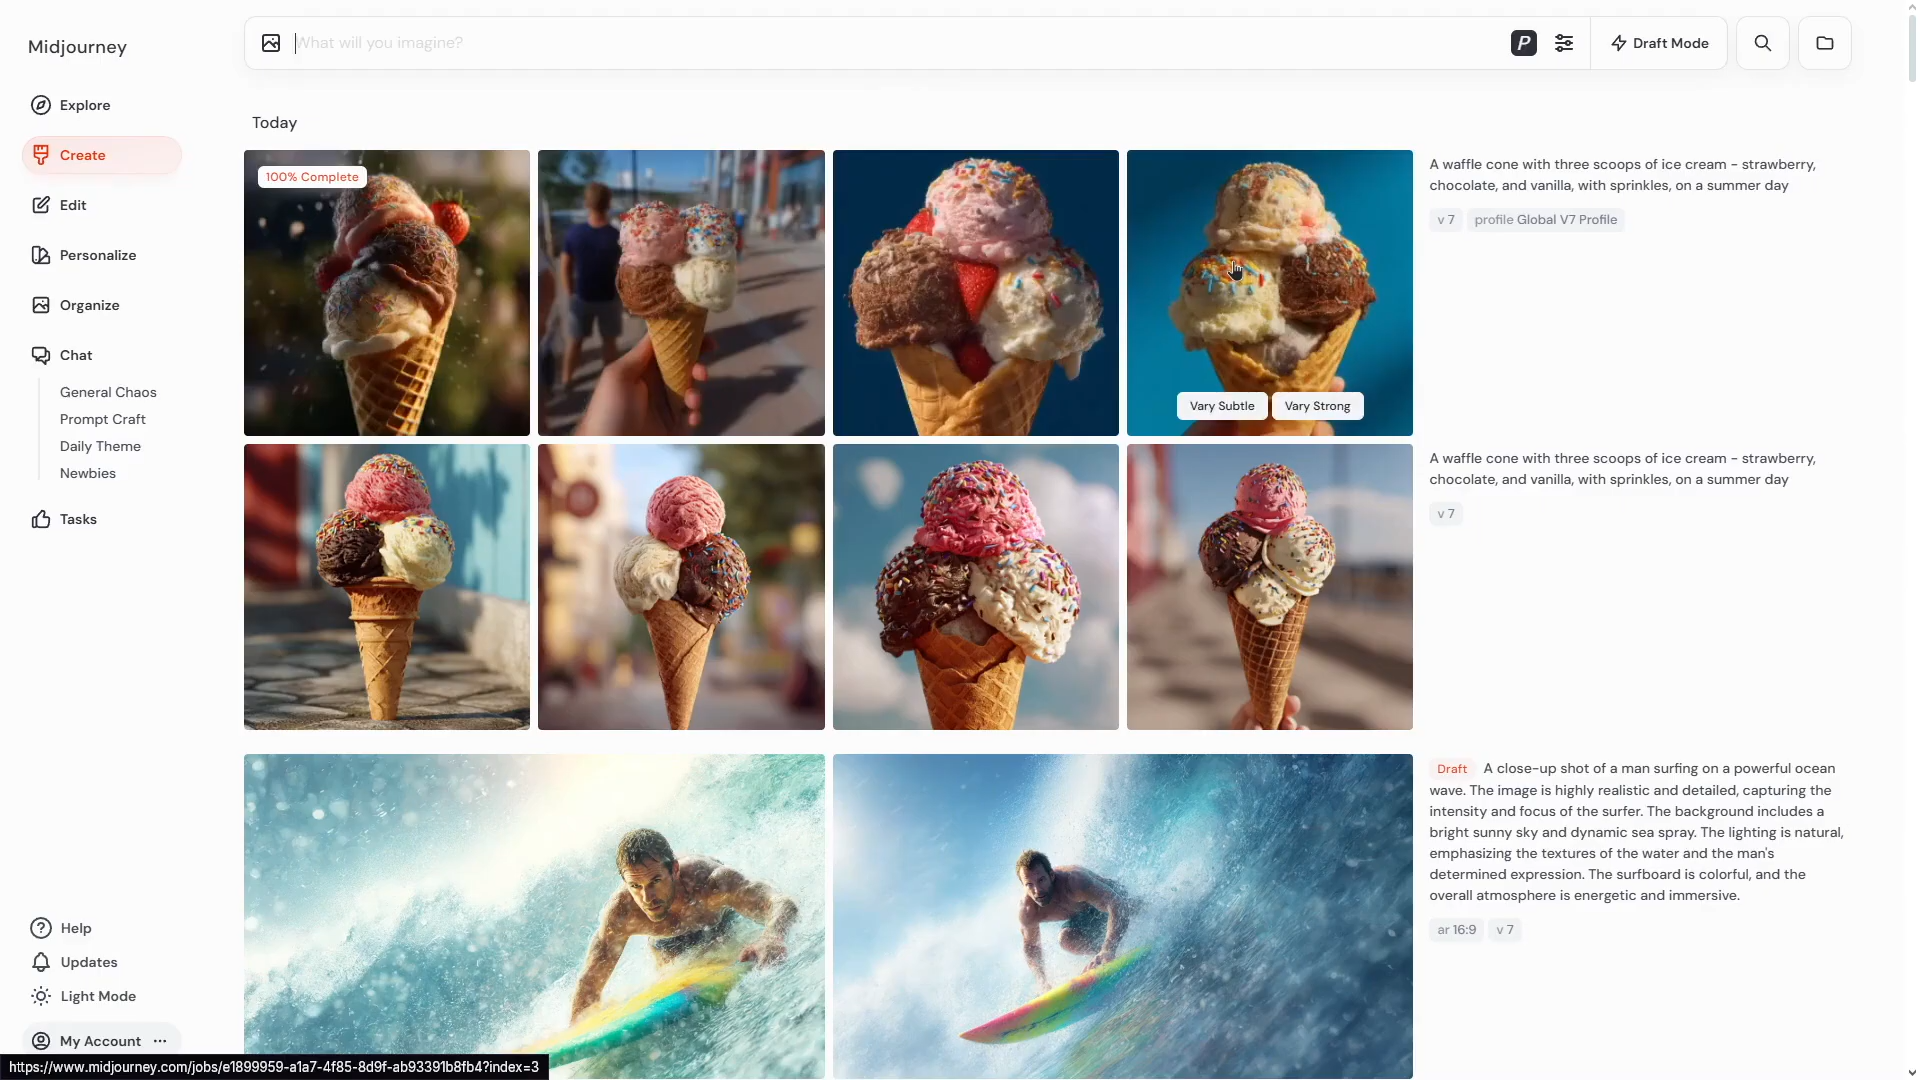 Midjourney
What will you imagine?
P
Draft Mode
Explore
Create
Edit
Personalize
Organize
Chat
General Chaos
Prompt Craft
Daily Theme
Newbies
Tasks
Help
Updates
Light Mode
My Account
Today
100% Complete
Vary Subtle
Vary Strong
A waffle cone with three scoops of ice cream - strawberry,
chocolate, and vanilla, with sprinkles, on a summer day
v 7
profile Global V7 Profile
A waffle cone with three scoops of ice cream - strawberry,
chocolate, and vanilla, with sprinkles, on a summer day
v 7
Draft A close-up shot of a man surfing on a powerful ocean
wave. The image is highly realistic and detailed, capturing the
intensity and focus of the surfer. The background includes a
bright sunny sky and dynamic sea spray. The lighting is natural,
emphasizing the textures of the water and the man's
determined expression. The surfboard is colorful, and the
overall atmosphere is energetic and immersive.
ar 16:9
v 7
https://www.midjourney.com/jobs/e1899959-a1a7-4f85-8d9f-ab93391b8fb4?index=3